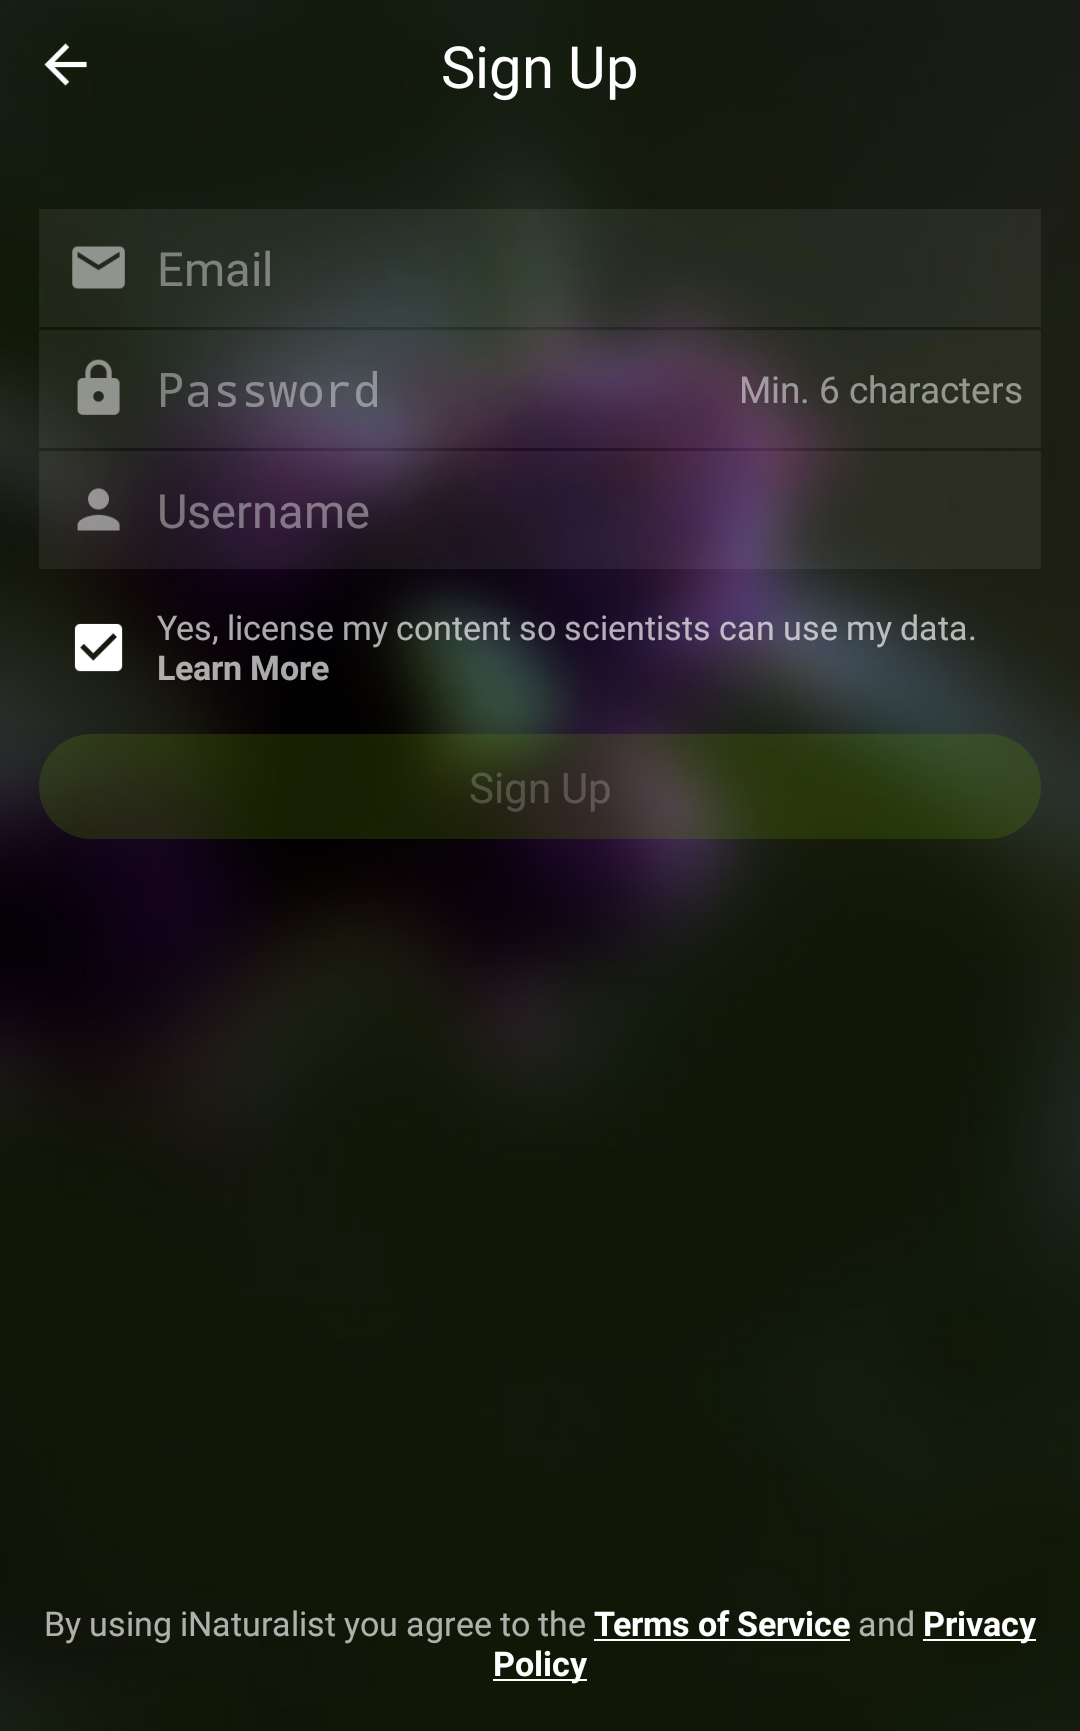 Sign Up
Email
Password
Min. 6 characters
Username
Yes, license my content so scientists can use my data.
Learn More
Sign Up
By using iNaturalist you agree to the Terms of Service and Privacy
Policy